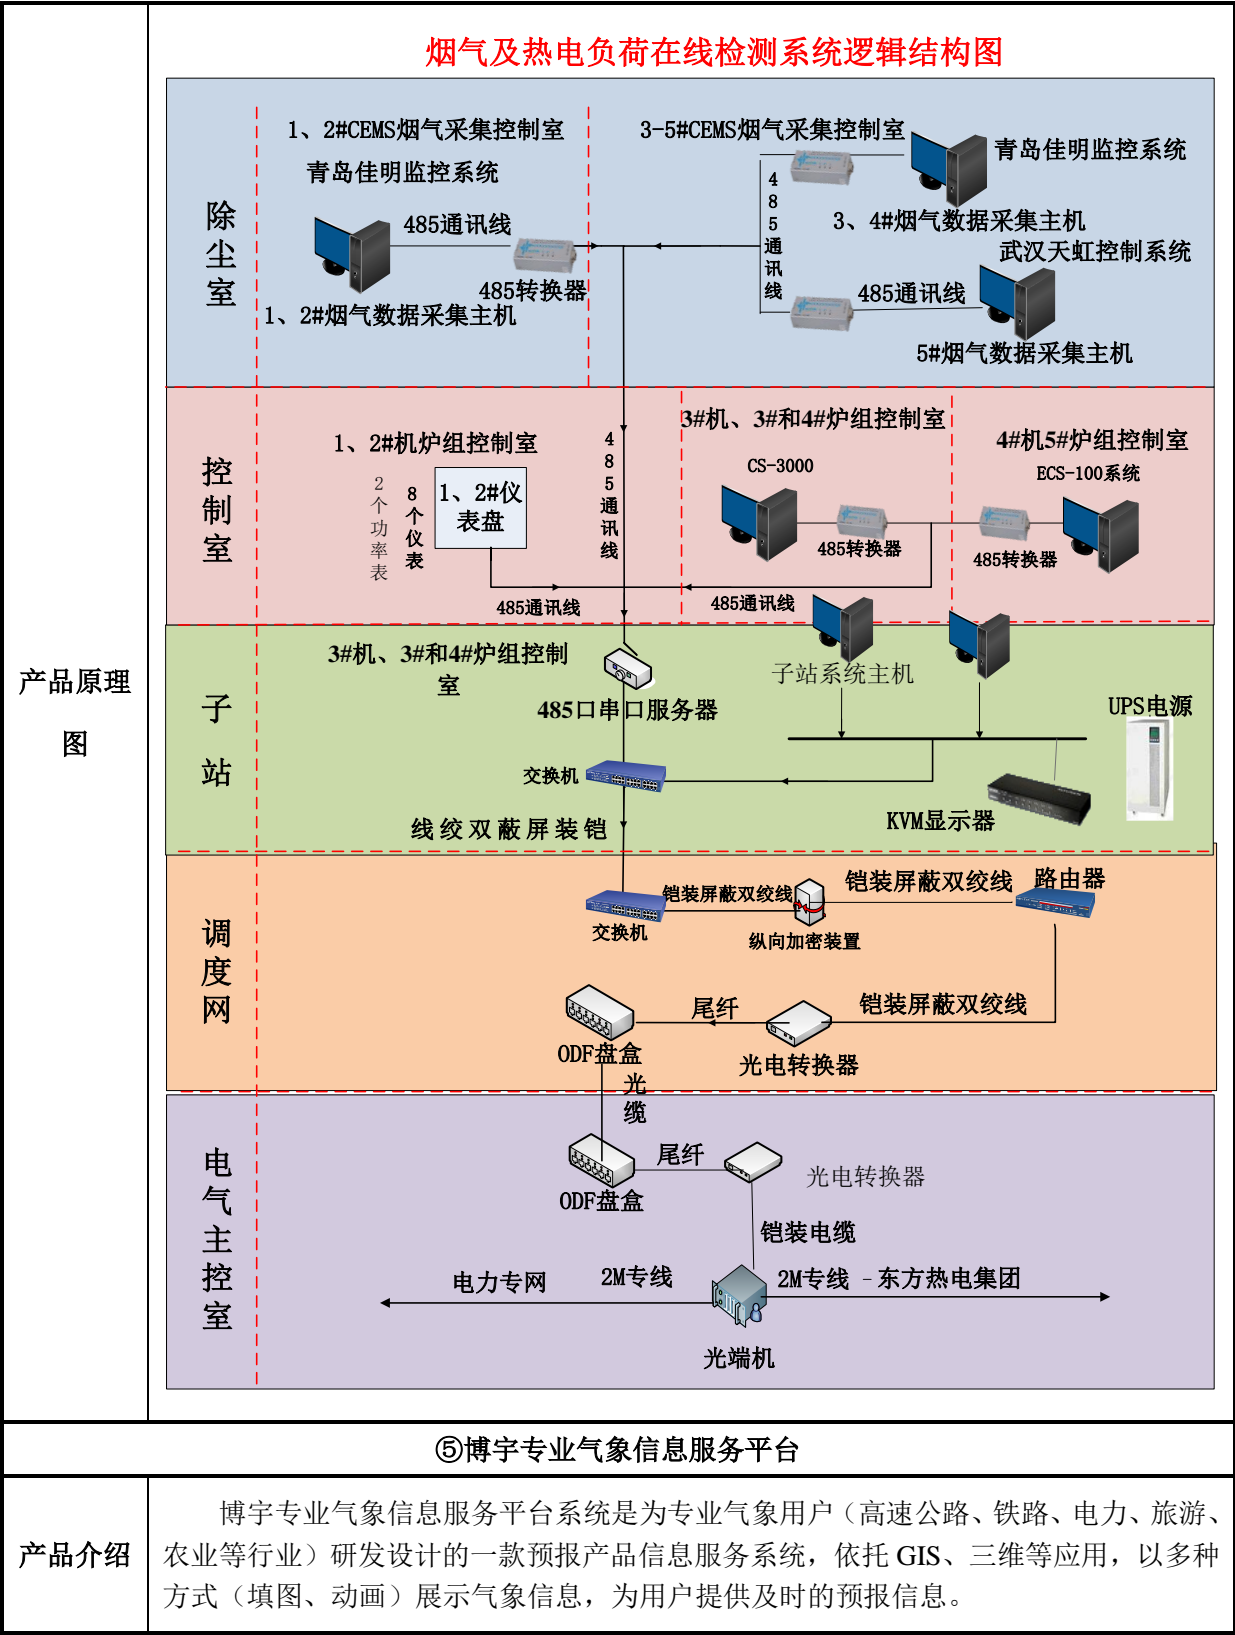 产品原理
图
烟气及热电负荷在线检测系统逻辑结构图
除
尘
室
1、2#CEMS烟气采集控制室
青岛佳明监控系统
485通讯线
485转换器
1、2#烟气数据采集主机
3-5#CEMS烟气采集控制室
485通讯线
青岛佳明监控系统
3、4#烟气数据采集主机
武汉天虹控制系统
485通讯线
5#烟气数据采集主机
控
制
室
1、2#机炉组控制室
2个功率表
8个仪表
1、2#仪
表盘
485通讯线
485通讯线
3#机、3#和4#炉组控制室
CS-3000
485转换器
485通讯线
4#机5#炉组控制室
ECS-100系统
485转换器
子
站
3#机、3#和4#炉组控制
室
485口串口服务器
子站系统主机
UPS电源
交换机
KVM显示器
线绞双蔽屏装铠
调
度
网
铠装屏蔽双绞线
铠装屏蔽双绞线
路由器
交换机
纵向加密装置
尾纤
铠装屏蔽双绞线
ODF盘盒
光电转换器
光
缆
电
气
主
控
室
尾纤
光电转换器
ODF盘盒
铠装电缆
电力专网
2M专线
2M专线 –东方热电集团
光端机
⑤博宇专业气象信息服务平台
产品介绍
博宇专业气象信息服务平台系统是为专业气象用户（高速公路、铁路、电力、旅游、
农业等行业）研发设计的一款预报产品信息服务系统，依托 GIS、三维等应用，以多种
方式（填图、动画）展示气象信息，为用户提供及时的预报信息。